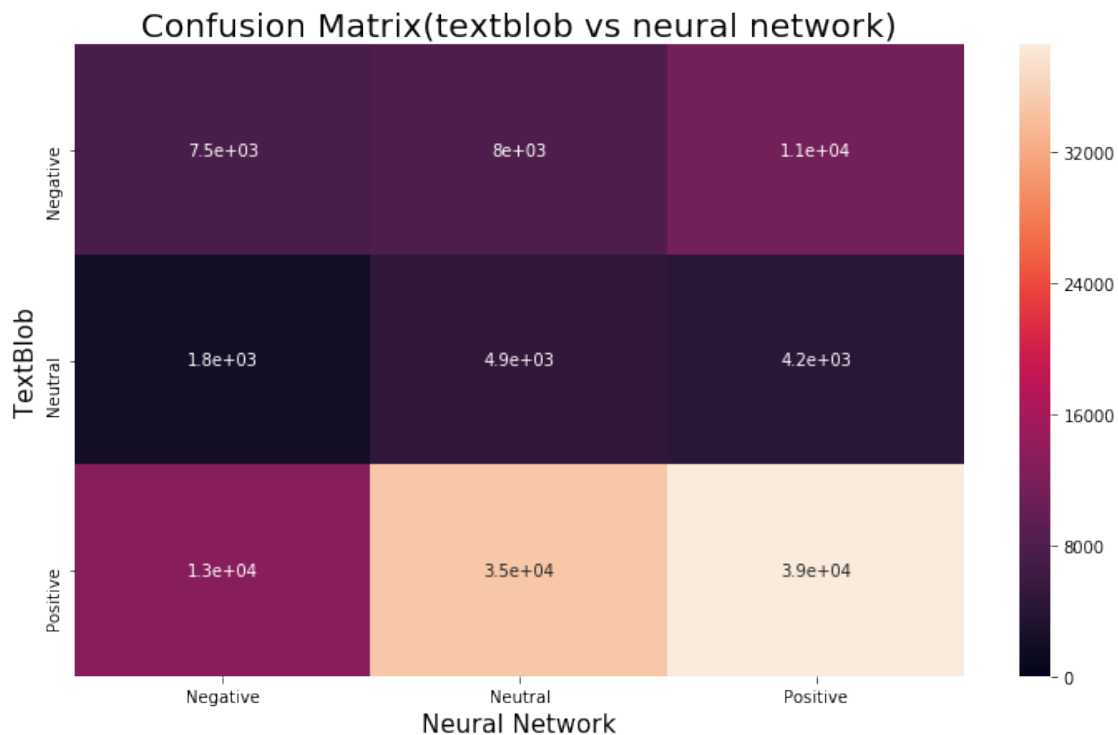 Confusion Matrix(textblob vs neural network)
TextBlob
Negative
7.5e+03
8e+03
1.1e+04
Neutral
1.8e+03
4.9e+03
4.2e+03
Positive
1.3e+04
3.5e+04
3.9e+04
Negative
Neutral
Positive
Neural Network
32000
24000
16000
8000
0